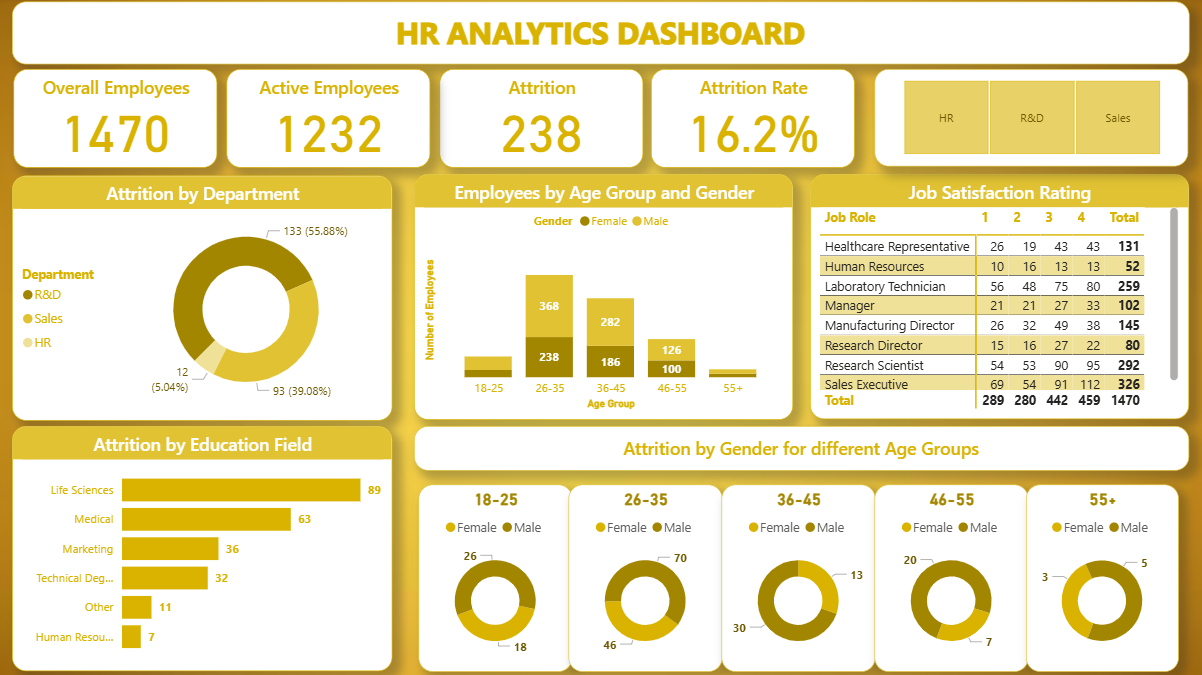 HR ANALYTICS DASHBOARD
Overall Employees
1470
Active Employees
1232
Attrition
238
Attrition Rate
16.2%
HR R&D Sales
Attrition by Department
Department
R&D
Sales
HR
133 (55.88%)
12
(5.04%)
93 (39.08%)
Employees by Age Group and Gender
Gender Female Male
Number of Employees
368
238
282
186
126
100
18-25 26-35 36-45 46-55 55+
Age Group
Job Satisfaction Rating
Job Role 1 2 3 4 Total
Healthcare Representative 26 19 43 43 131
Human Resources 10 16 13 13 52
Laboratory Technician 56 48 75 80 259
Manager 21 21 27 33 102
Manufacturing Director 26 32 49 38 145
Research Director 15 16 27 22 80
Research Scientist 54 53 90 95 292
Sales Executive 69 54 91 112 326
Total 289 280 442 459 1470
Attrition by Education Field
Life Sciences 89
Medical 63
Marketing 36
Technical Deg... 32
Other 11
Human Resou... 7
Attrition by Gender for different Age Groups
18-25
Female Male
26
18
26-35
Female Male
70
46
36-45
Female Male
13
30
46-55
Female Male
20
7
55+
Female Male
5
3